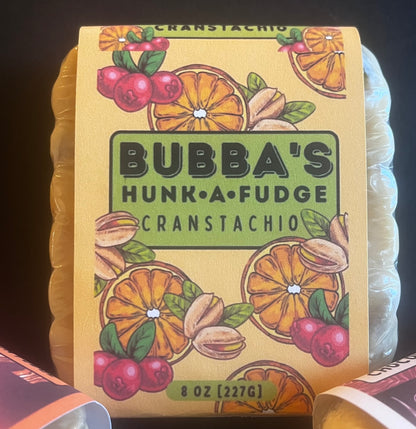 CRANSTACHIO
BUBBA'S
HUNK•A•FUDGE
CRANSTACHIO
8 OZ [227G]